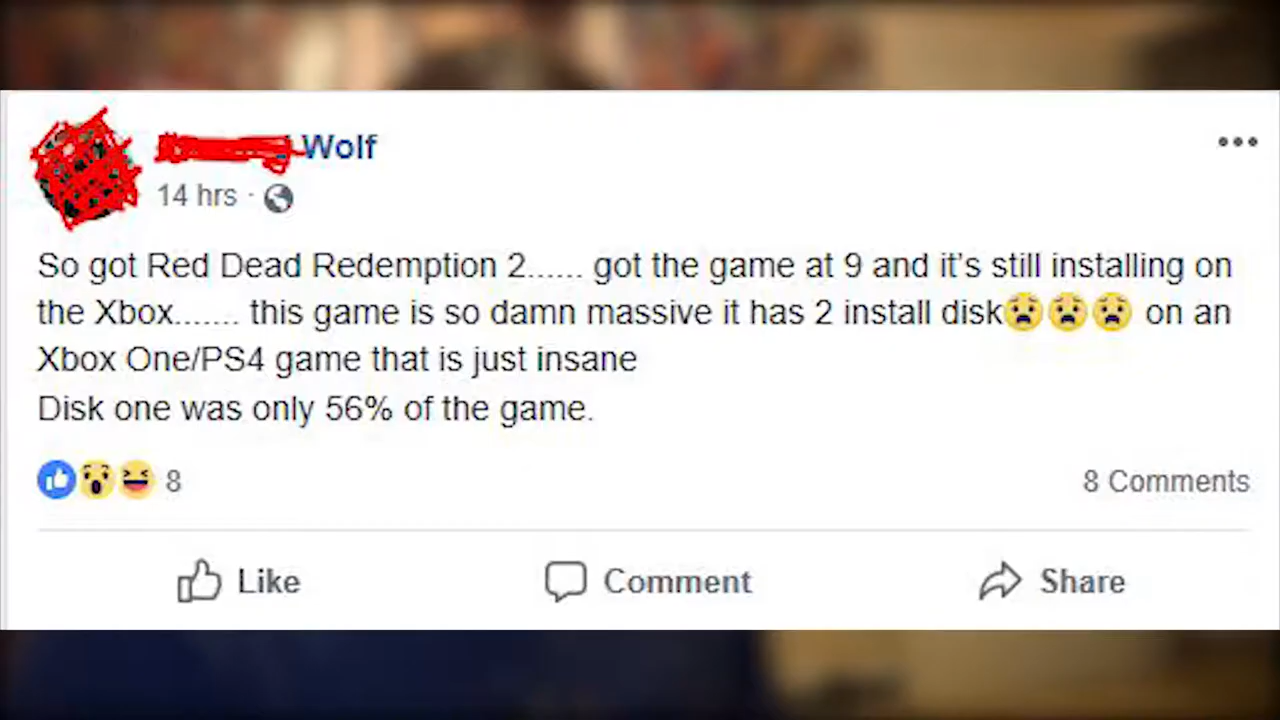 Wolf
14 hrs ·
So got Red Dead Redemption 2...... got the game at 9 and it's still installing on
the Xbox....... this game is so damn massive it has 2 install disk😧😧😧 on an
Xbox One/PS4 game that is just insane
Disk one was only 56% of the game.
8
8 Comments
Like
Comment
Share